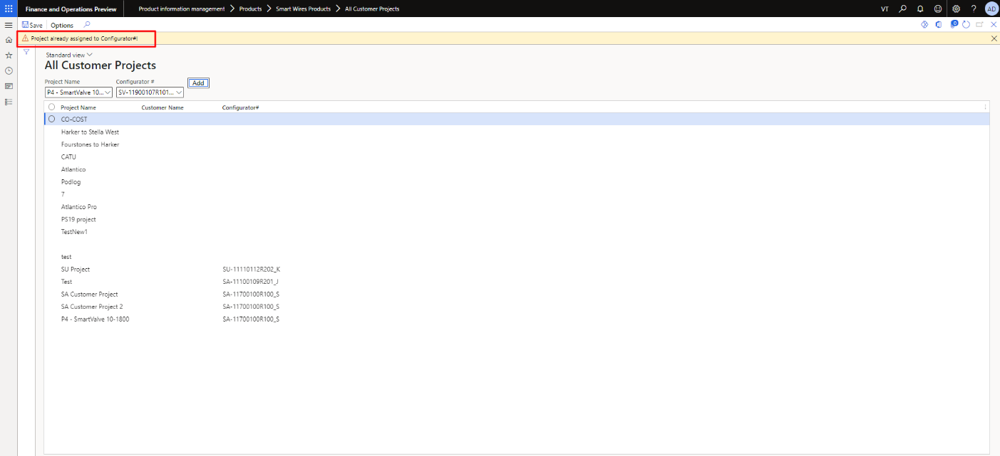 Finance and Operations Preview Product information management Products Smart Wires Products All Customer Projects VT ? AD
Save Options 0
Project already assigned to Configurator#!
Standard view
All Customer Projects
Project Name Configurator # Add
P4 - SmartValve 10... SV-11900107R101...
Project Name Customer Name Configurator#
CO-COST
Harker to Stella West
Fourstones to Harker
CATU
Atlantico
Podlog
7
Atlantico Pro
PS19 project
TestNew1
test
SU Project SU-11110112R202_K
Test SA-11100109R201_J
SA Customer Project SA-11700100R100_S
SA Customer Project 2 SA-11700100R100_S
P4 - SmartValve 10-1800 SA-11700100R100_S